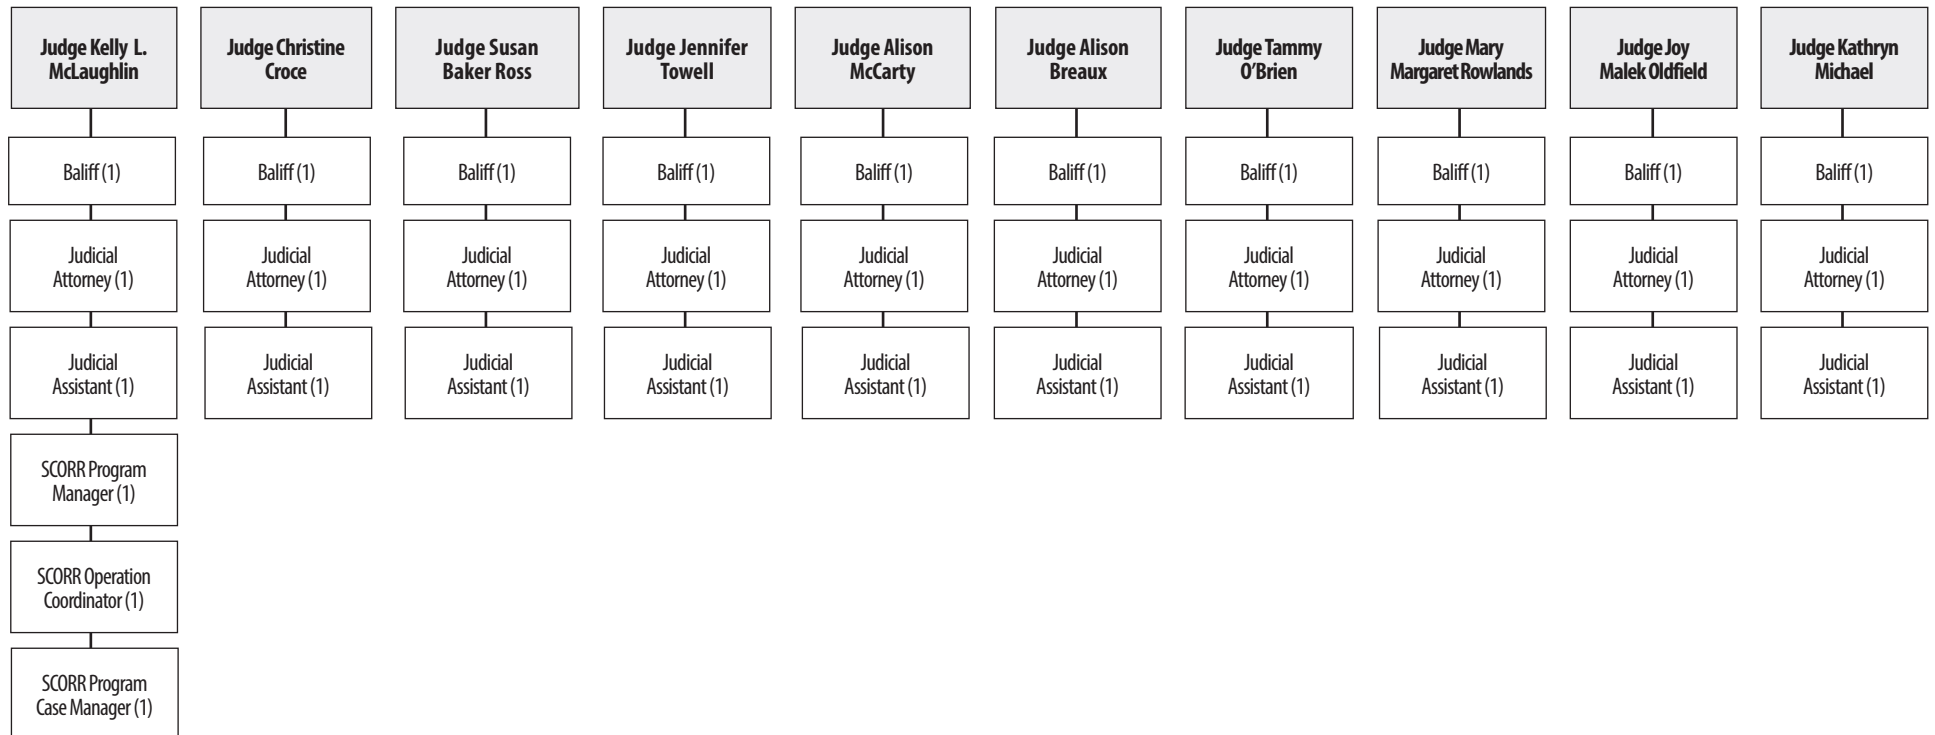 Judge Kelly L.
McLaughlin
Judge Christine
Croce
Judge Susan
Baker Ross
Judge Jennifer
Towell
Judge Alison
McCarty
Judge Alison
Breaux
Judge Tammy
O'Brien
Judge Mary
Margaret Rowlands
Judge Joy
Malek Oldfield
Judge Kathryn
Michael
Baliff (1)
Baliff (1)
Baliff (1)
Baliff (1)
Baliff (1)
Baliff (1)
Baliff (1)
Baliff (1)
Baliff (1)
Baliff (1)
Judicial
Attorney (1)
Judicial
Attorney (1)
Judicial
Attorney (1)
Judicial
Attorney (1)
Judicial
Attorney (1)
Judicial
Attorney (1)
Judicial
Attorney (1)
Judicial
Attorney (1)
Judicial
Attorney (1)
Judicial
Attorney (1)
Judicial
Assistant (1)
Judicial
Assistant (1)
Judicial
Assistant (1)
Judicial
Assistant (1)
Judicial
Assistant (1)
Judicial
Assistant (1)
Judicial
Assistant (1)
Judicial
Assistant (1)
Judicial
Assistant (1)
Judicial
Assistant (1)
SCORR Program
Manager (1)
SCORR Operation
Coordinator (1)
SCORR Program
Case Manager (1)